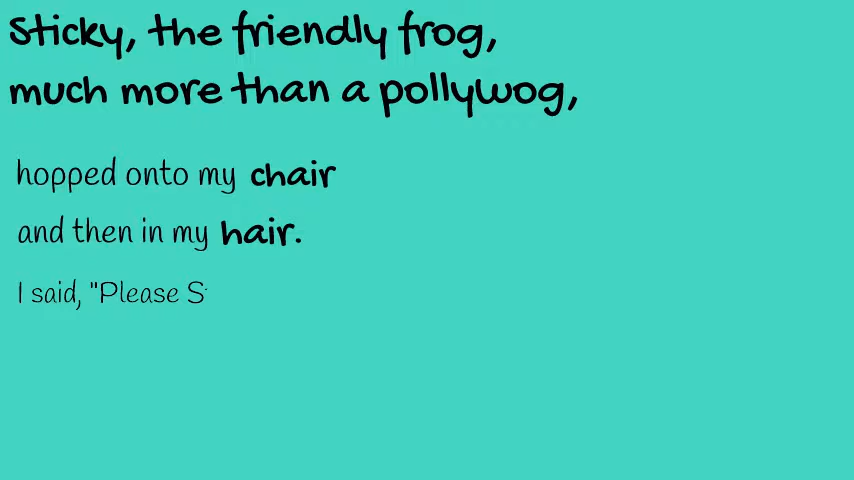 Sticky, the friendly frog,
much more than a pollywog,
hopped onto my chair
and then in my hair.
I said, "Please S